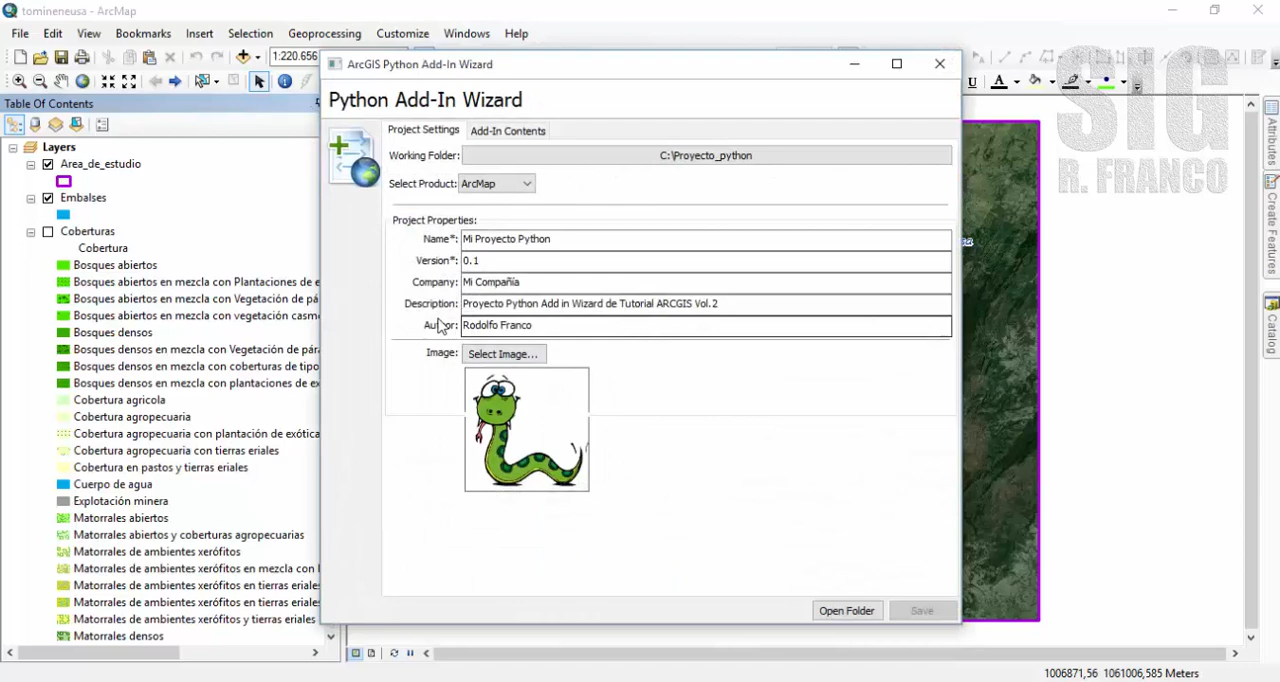 tomineneusa - ArcMap
File Edit View Bookmarks Insert Selection Geoprocessing Customize Windows Help
1:220.656
Table Of Contents
Layers
Area_de_estudio
Embalses
Coberturas
Cobertura
Bosques abiertos
Bosques abiertos en mezcla con Plantaciones de e
Bosques abiertos en mezcla con Vegetación de pá
Bosques abiertos en mezcla con vegetación casm
Bosques densos
Bosques densos en mezcla con Vegetación de pár
Bosques densos en mezcla con coberturas de tipo
Bosques densos en mezcla con plantaciones de ex
Cobertura agricola
Cobertura agropecuaria
Cobertura agropecuaria con plantación de exótica
Cobertura agropecuaria con tierras eriales
Cobertura en pastos y tierras eriales
Cuerpo de agua
Explotación minera
Matorrales abiertos
Matorrales abiertos y coberturas agropecuarias
Matorrales de ambientes xerófitos
Matorrales de ambientes xerófitos en mezcla con l
Matorrales de ambientes xerófitos en tierras eriales
Matorrales de ambientes xerófitos en tierras erial
Matorrales de ambientes xerófitos y tierras eriales
Matorrales densos
ArcGIS Python Add-In Wizard
Python Add-In Wizard
Project Settings Add-In Contents
Working Folder: C:\Proyecto_python
Select Product: ArcMap
Project Properties:
Name*: Mi Proyecto Python
Version*: 0.1
Company: Mi Compañía
Description: Proyecto Python Add in Wizard de Tutorial ARCGIS Vol.2
Rodolfo Franco
Image: Select Image...
Open Folder Save
SIG
R. FRANCO
Attributes
Create Features
Catalog
1006871,56 1061006,585 Meters